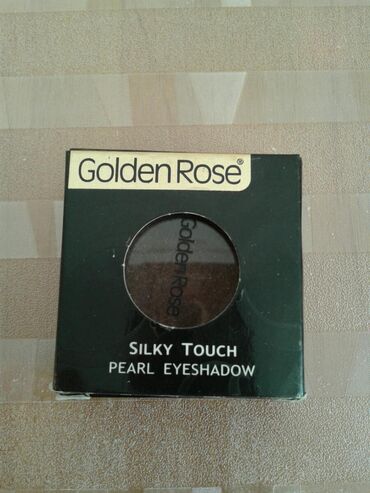 Golden Rose®
Golden Rose
SILKY TOUCH
PEARL EYESHADOW